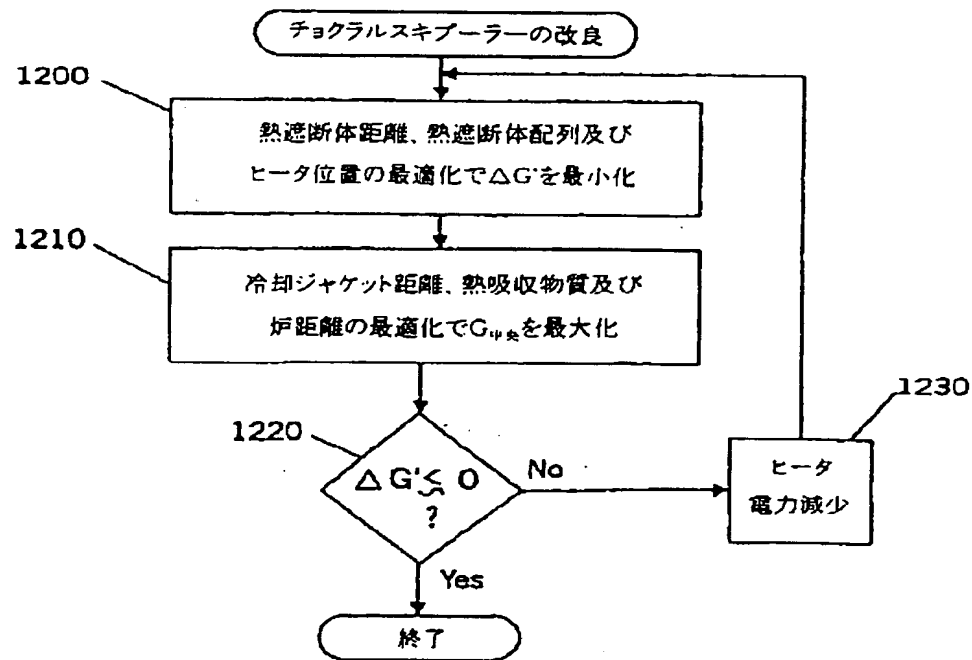 チョクラルスキプーラーの改良
1200
熱遮断体距離、熱遮断体配列及び
ヒータ位置の最適化で△G'を最小化
1210
冷却ジャケット距離、熱吸収物質及び
炉距離の最適化でG中央を最大化
1220
△G'≦0
?
No
1230
ヒータ
電力減少
Yes
終了